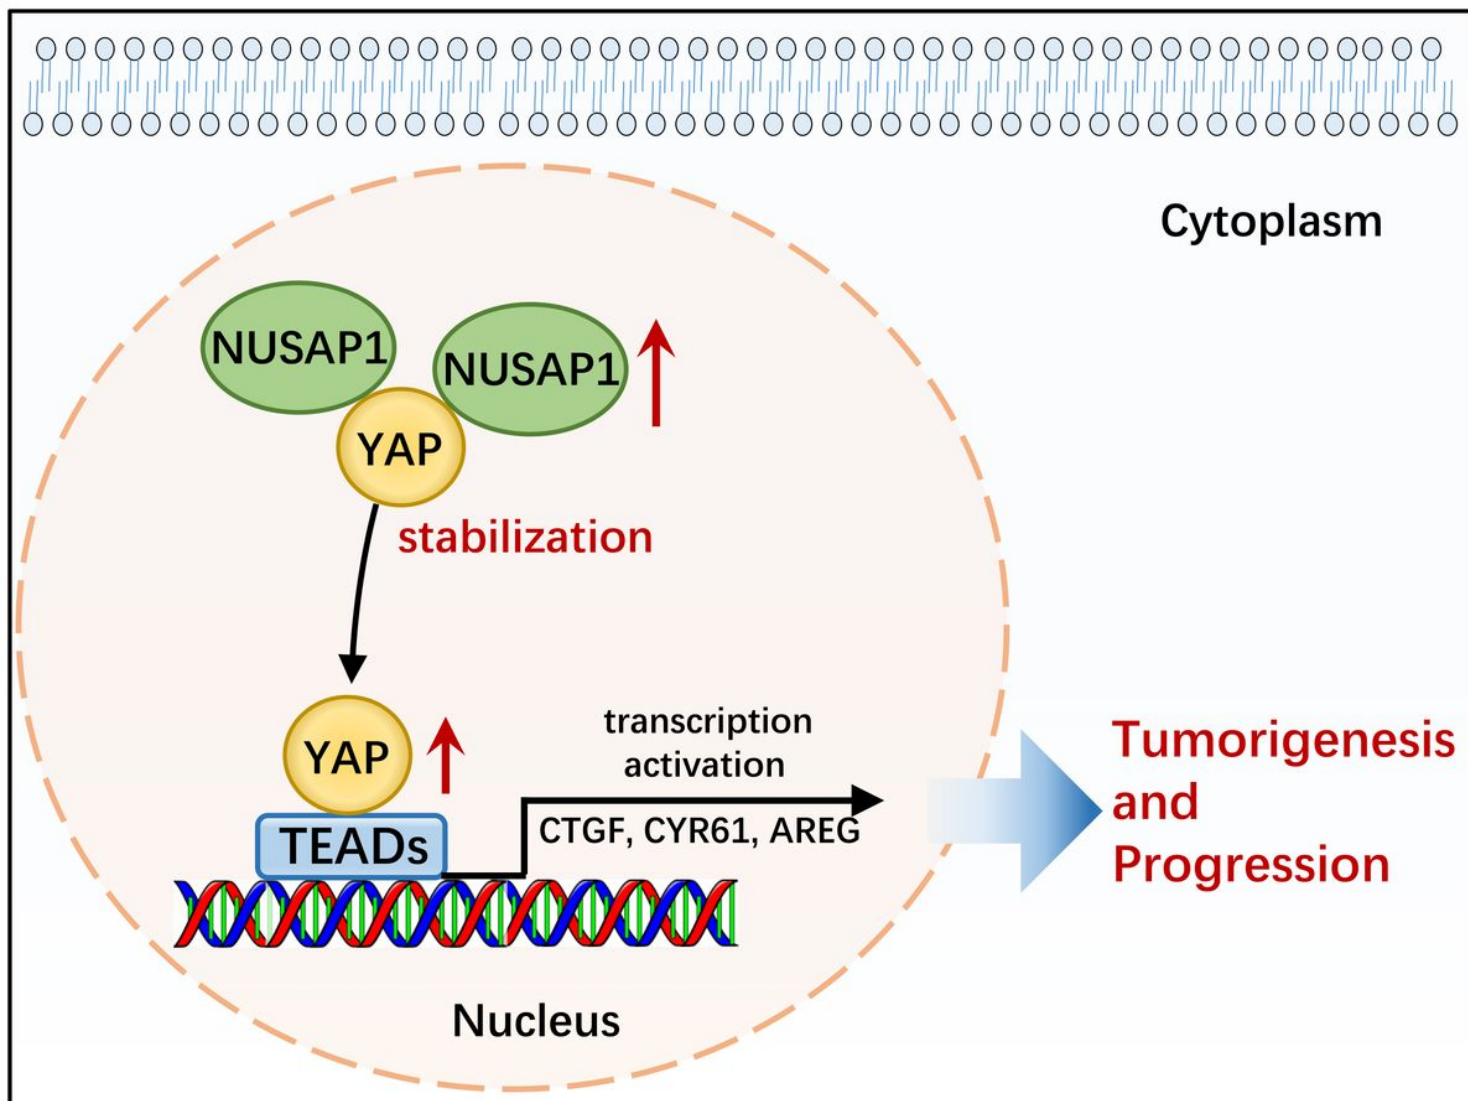 Cytoplasm
NUSAP1
NUSAP1
YAP
stabilization
YAP
TEADs
transcription
activation
CTGF, CYR61, AREG
Tumorigenesis
and
Progression
Nucleus